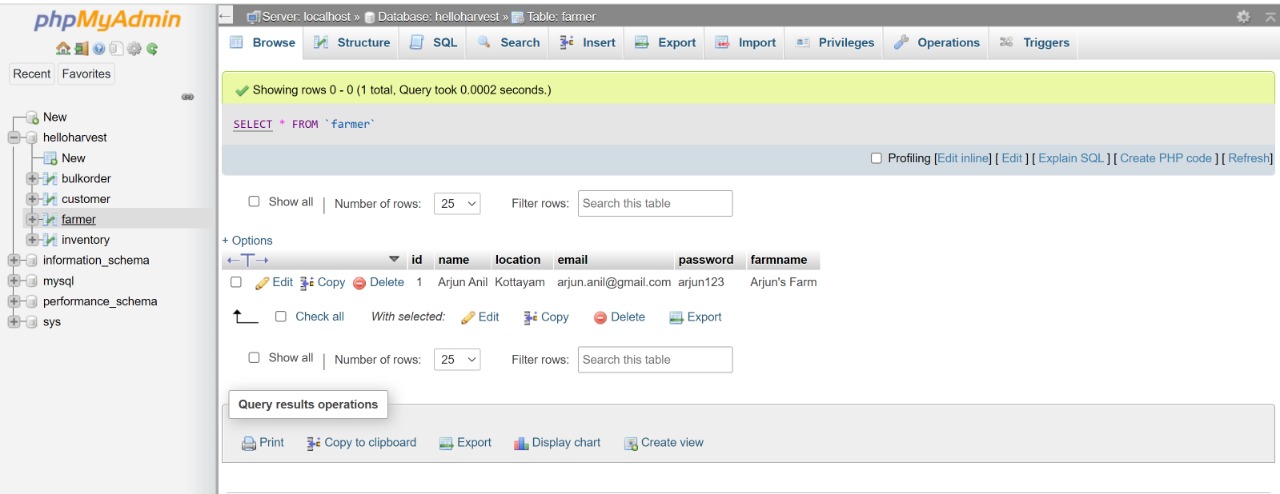 phpMyAdmin
Recent Favorites
New
helloharvest
New
bulkorder
customer
farmer
inventory
information_schema
mysql
performance_schema
sys
Server: localhost » Database: helloharvest » Table: farmer
Browse Structure SQL Search Insert Export Import Privileges Operations Triggers
Showing rows 0 - 0 (1 total, Query took 0.0002 seconds.)
SELECT * FROM `farmer`
Profiling [Edit inline] [ Edit ] [ Explain SQL ] [ Create PHP code ] [ Refresh]
Show all | Number of rows: 25 Filter rows: Search this table
+ Options
←T→ id name location email password farmname
Edit Copy Delete 1 Arjun Anil Kottayam arjun.anil@gmail.com arjun123 Arjun's Farm
Check all With selected: Edit Copy Delete Export
Show all | Number of rows: 25 Filter rows: Search this table
Query results operations
Print Copy to clipboard Export Display chart Create view